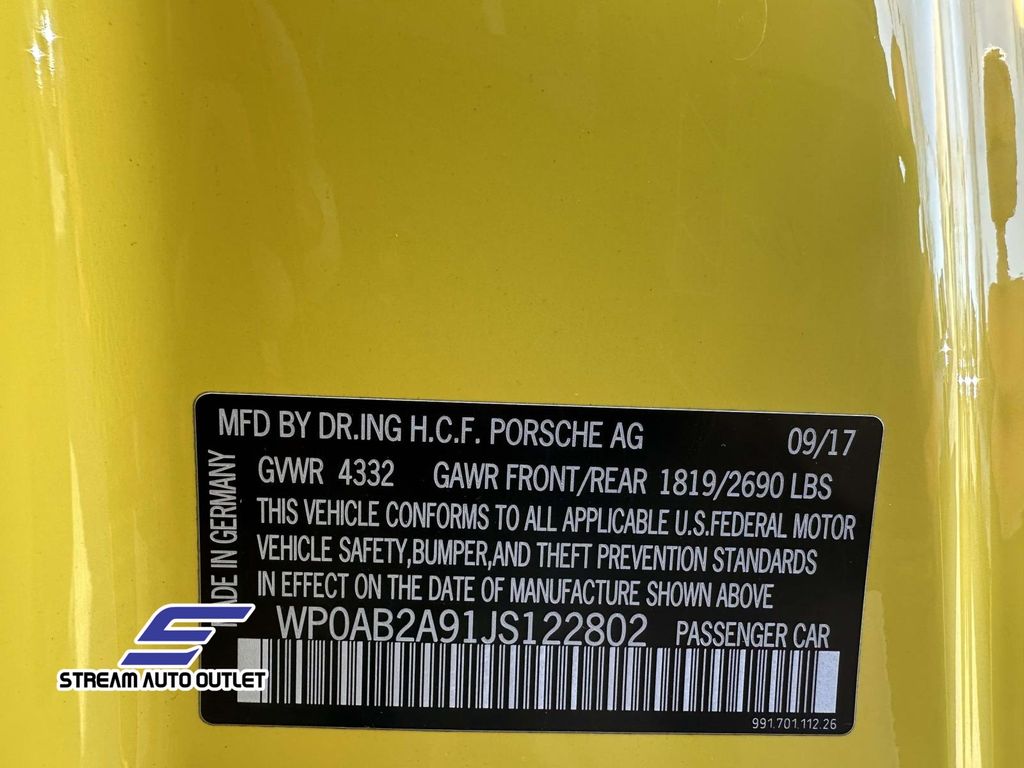 MFD BY DR.ING H.C.F. PORSCHE AG 09/17
GVWR 4332 GAWR FRONT/REAR 1819/2690 LBS
THIS VEHICLE CONFORMS TO ALL APPLICABLE U.S.FEDERAL MOTOR
VEHICLE SAFETY,BUMPER,AND THEFT PREVENTION STANDARDS
IN EFFECT ON THE DATE OF MANUFACTURE SHOWN ABOVE
WP0AB2A91JS122802 PASSENGER CAR
991.701.112.26
MADE IN GERMANY
STREAM AUTO OUTLET